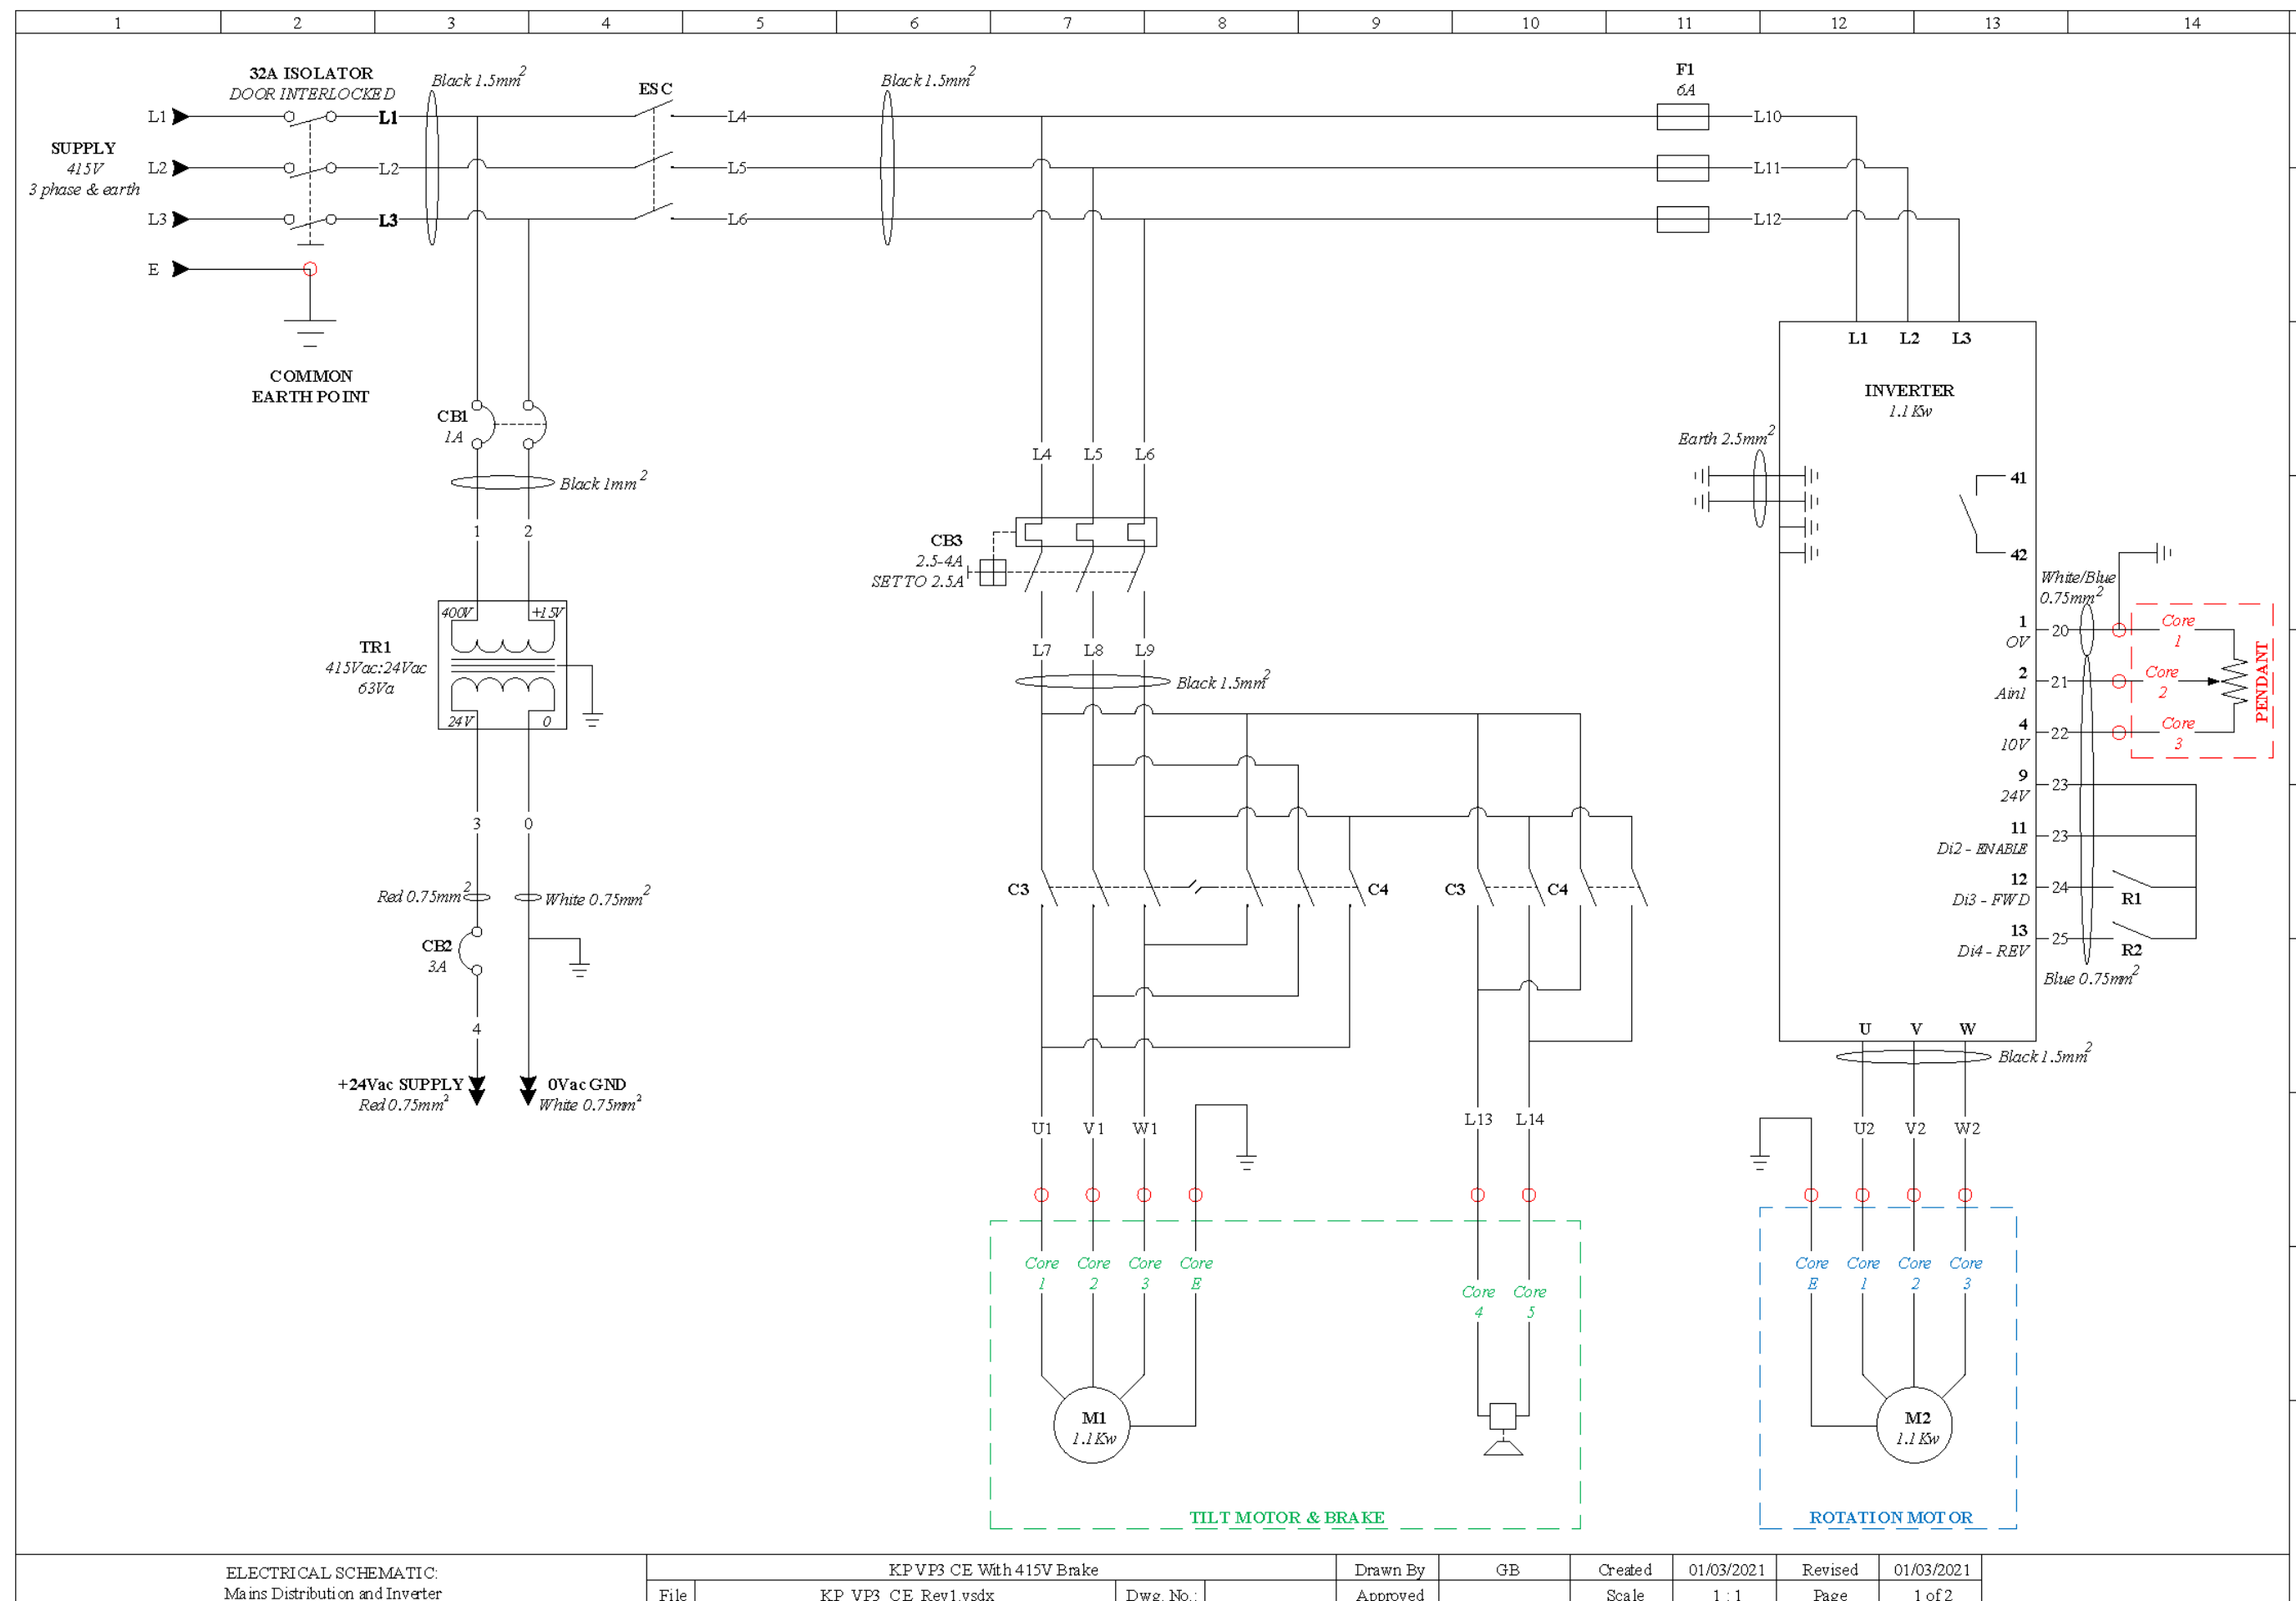 1 2 3 4 5 6 7 8 9 10 11 12 13 14
32A ISOLATOR
DOOR INTERLOCKED
Black 1.5mm²
ESC
Black 1.5mm²
F1
6A
L1 L1 L4 L10
SUPPLY
415V
3 phase & earth
L2 L2 L5 L11
L3 L3 L6 L12
E
COMMON
EARTH POINT
CB1
1A
Black 1mm²
1 2
400V +15V
TR1
415Vac:24Vac
63Va
24V 0
3 0
Red 0.75mm²
White 0.75mm²
CB2
3A
4
+24Vac SUPPLY
Red 0.75mm²
0Vac GND
White 0.75mm²
L4 L5 L6
CB3
2.5-4A
SET TO 2.5A
L7 L8 L9
Black 1.5mm²
C3 C4 C3 C4
U1 V1 W1
L13 L14
Core 1
Core 2
Core 3
Core E
Core 4
Core 5
M1
1.1Kw
TILT MOTOR & BRAKE
L1 L2 L3
INVERTER
1.1Kw
Earth 2.5mm²
41
42
White/Blue
0.75mm²
1
0V
20
Core 1
2
Ain1
21
Core 2
4
10V
22
Core 3
PENDANT
9
24V
23
11
Di2 - ENABLE
23
12
Di3 - FWD
24
R1
13
Di4 - REV
25
R2
Blue 0.75mm²
U V W
Black 1.5mm²
U2 V2 W2
Core E
Core 1
Core 2
Core 3
M2
1.1Kw
ROTATION MOTOR
ELECTRICAL SCHEMATIC:
Mains Distribution and Inverter
KPVP3 CE With 415V Brake
Drawn By GB Created 01/03/2021 Revised 01/03/2021
File KP_VP3_CE_Rev1.vsdx Dwg. No.: Approved Scale 1 : 1 Page 1 of 2